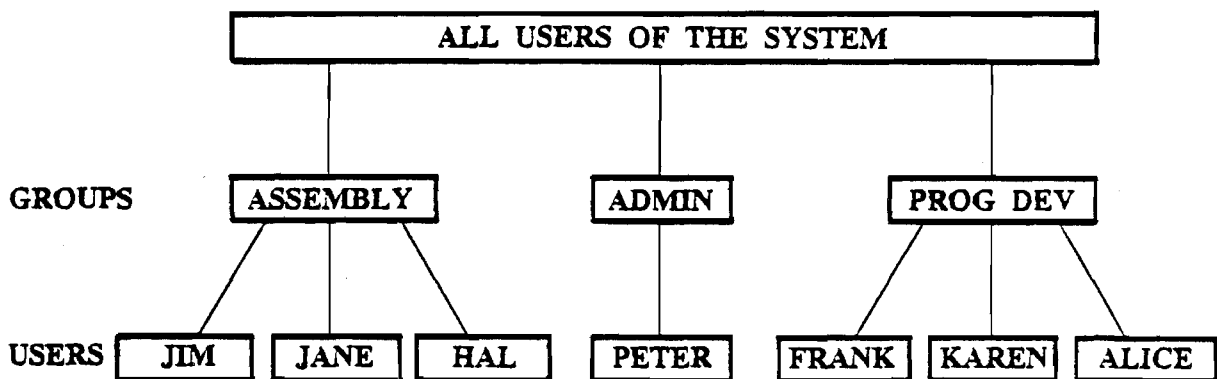 ALL USERS OF THE SYSTEM
GROUPS ASSEMBLY ADMIN PROG DEV
USERS JIM JANE HAL PETER FRANK KAREN ALICE